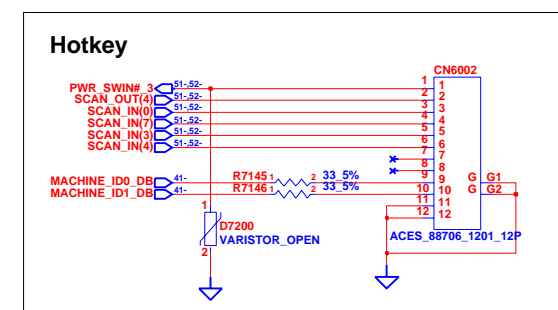 Hotkey
CN6002
PWR_SWIN#_3 51-,52- 1 1
SCAN_OUT(4) 51-,52- 2 2
SCAN_IN(0) 51-,52- 3 3
SCAN_IN(7) 51-,52- 4 4
SCAN_IN(3) 51-,52- 5 5
SCAN_IN(4) 51-,52- 6 6
7 7
8 8
MACHINE_ID0_DB 41- R7145 1 2 33_5% 9 9 G G1
MACHINE_ID1_DB 41- R7146 1 2 33_5% 10 10 G G2
11 11
12 12
1
D7200
VARISTOR_OPEN
2
ACES_88706_1201_12P